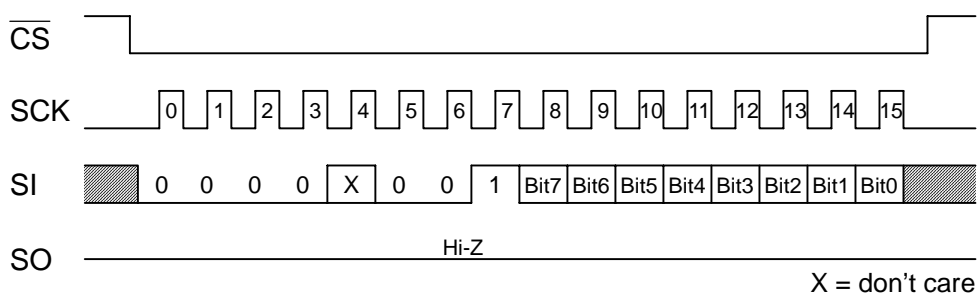 CS
SCK 0 1 2 3 4 5 6 7 8 9 10 11 12 13 14 15
SI 0 0 0 0 X 0 0 1 Bit7 Bit6 Bit5 Bit4 Bit3 Bit2 Bit1 Bit0
Hi-Z
SO
X = don't care